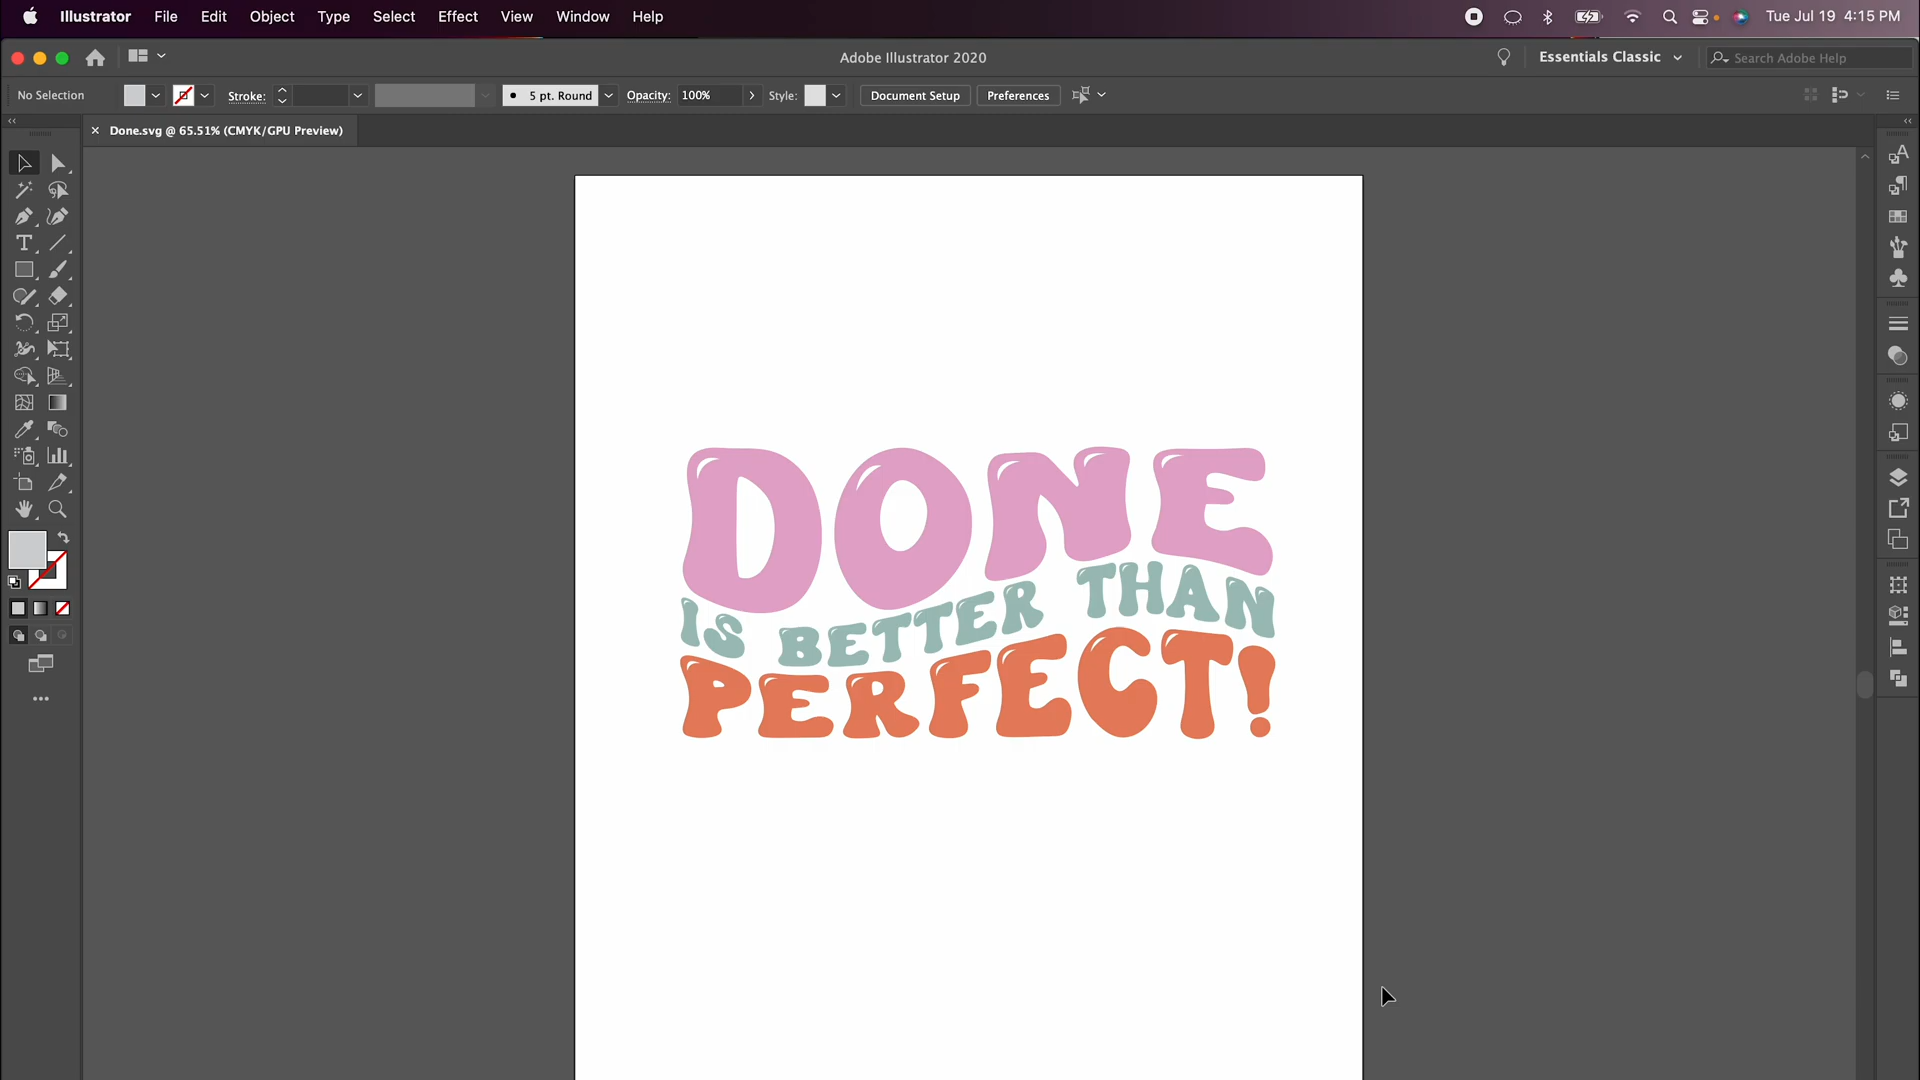 Illustrator File Edit Object Type Select Effect View Window Help Tue Jul 19 4:15 PM
Adobe Illustrator 2020 Essentials Classic Search Adobe Help
No Selection Stroke: 5 pt. Round Opacity: 100% Style: Document Setup Preferences
Done.svg @ 65.51% (CMYK/GPU Preview)
DONE
IS BETTER THAN
PERFECT!